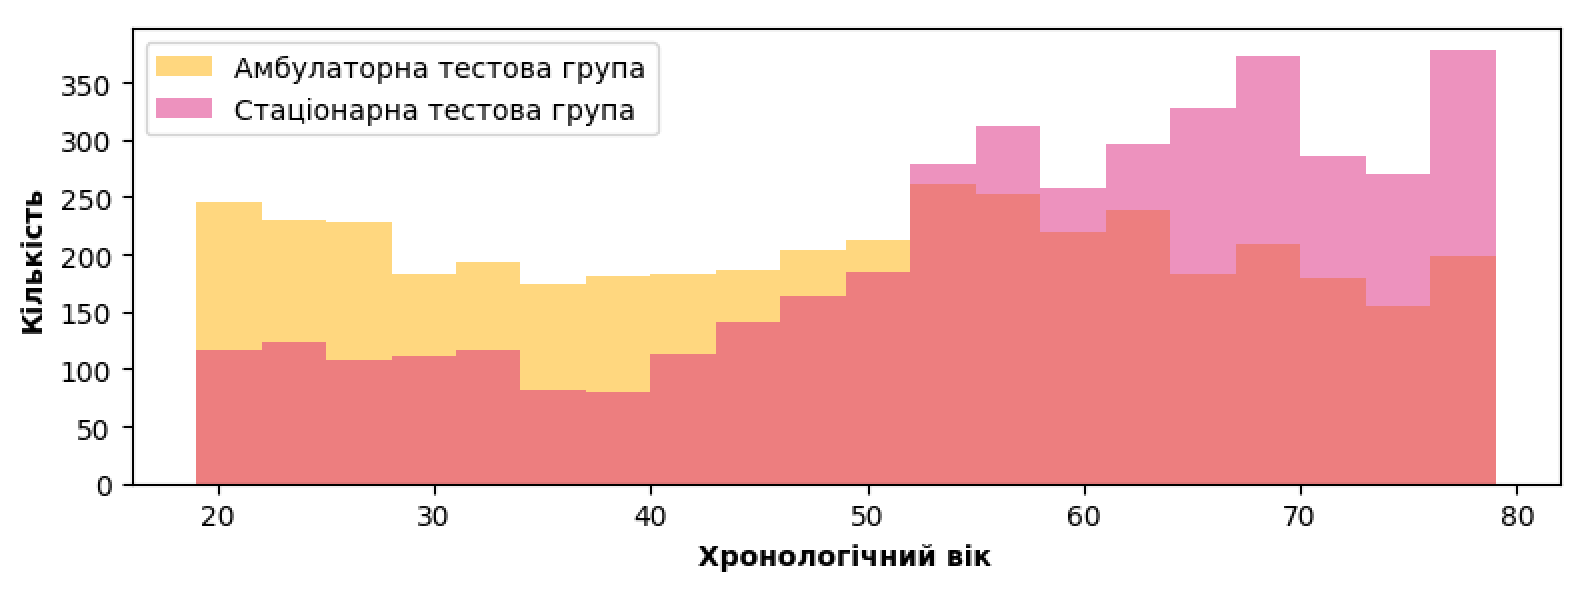 Амбулаторна тестова група
Стаціонарна тестова група
350
300
250
200
150
100
50
0
Кількість
20 30 40 50 60 70 80
Хронологічний вік